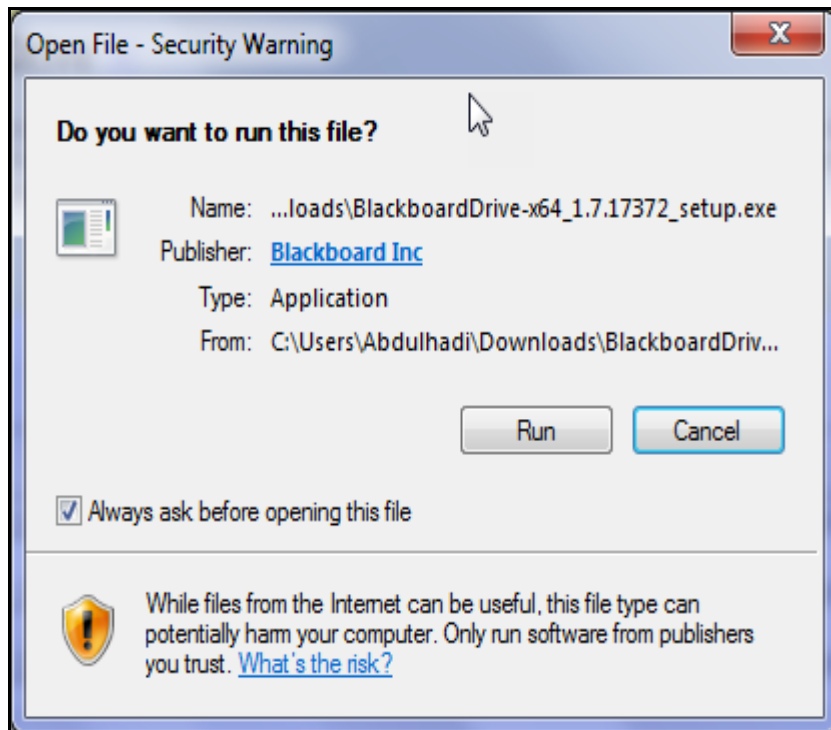 Open File - Security Warning
Do you want to run this file?
Name: ...loads\BlackboardDrive-x64_1.7.17372_setup.exe
Publisher: Blackboard Inc
Type: Application
From: C:\Users\Abdulhadi\Downloads\BlackboardDriv...
Run Cancel
Always ask before opening this file
While files from the Internet can be useful, this file type can
potentially harm your computer. Only run software from publishers
you trust. What's the risk?